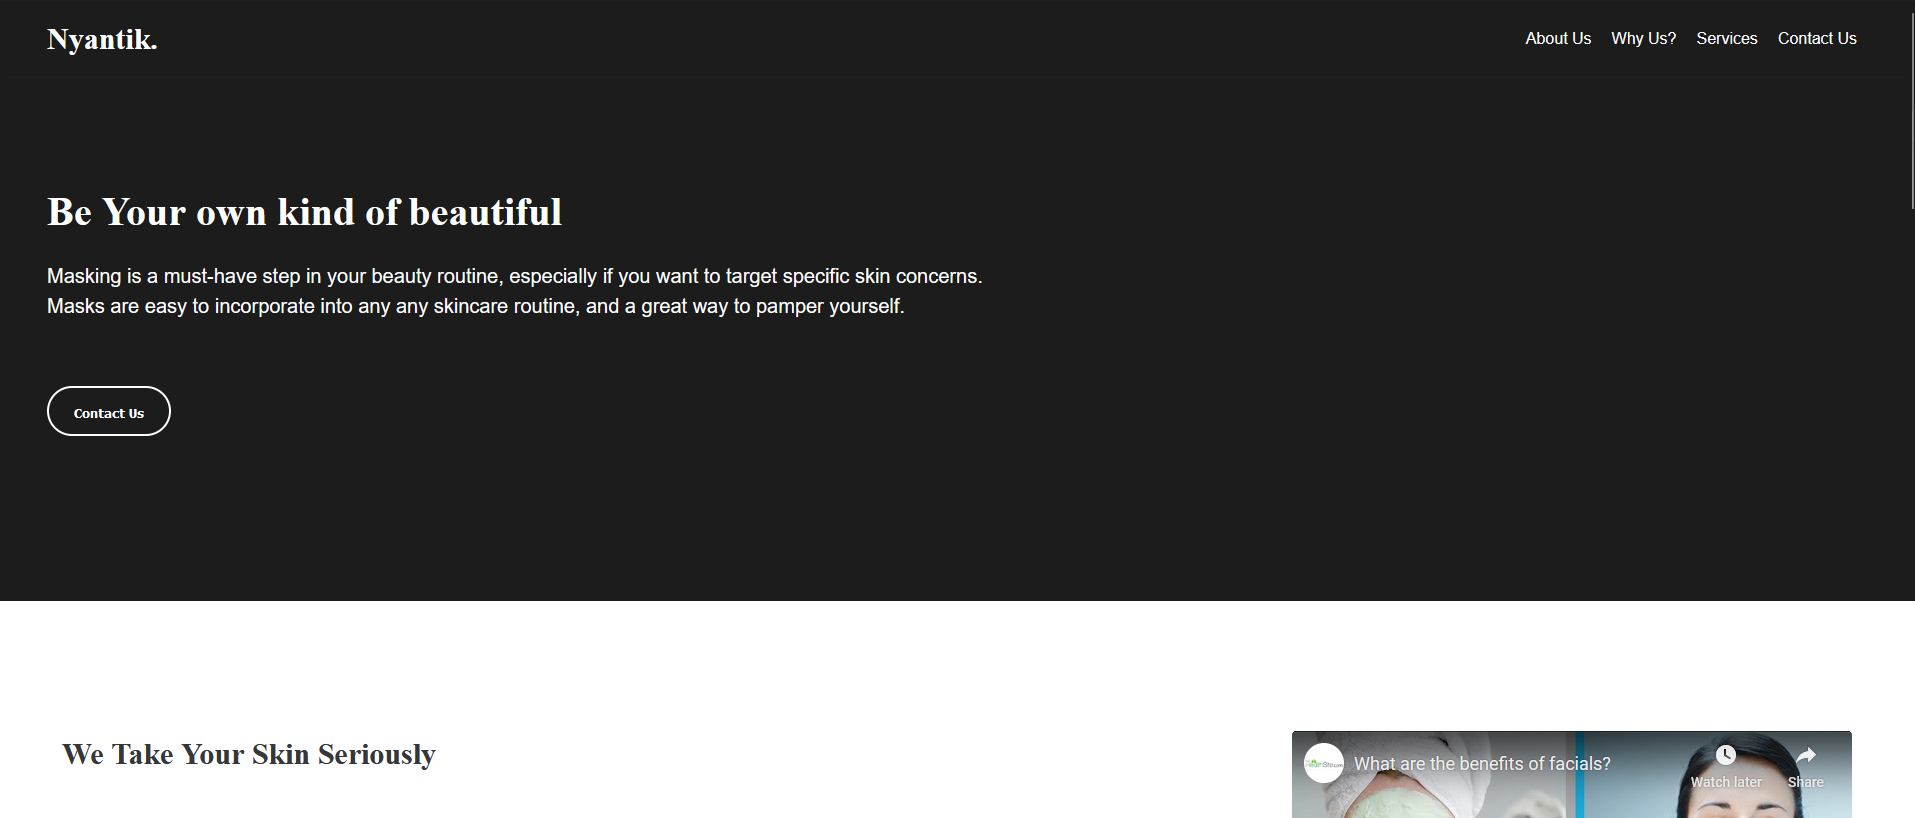 Nyantik.
About Us Why Us? Services Contact Us
Be Your own kind of beautiful
Masking is a must-have step in your beauty routine, especially if you want to target specific skin concerns.
Masks are easy to incorporate into any any skincare routine, and a great way to pamper yourself.
Contact Us
We Take Your Skin Seriously
What are the benefits of facials?
Watch later
Share